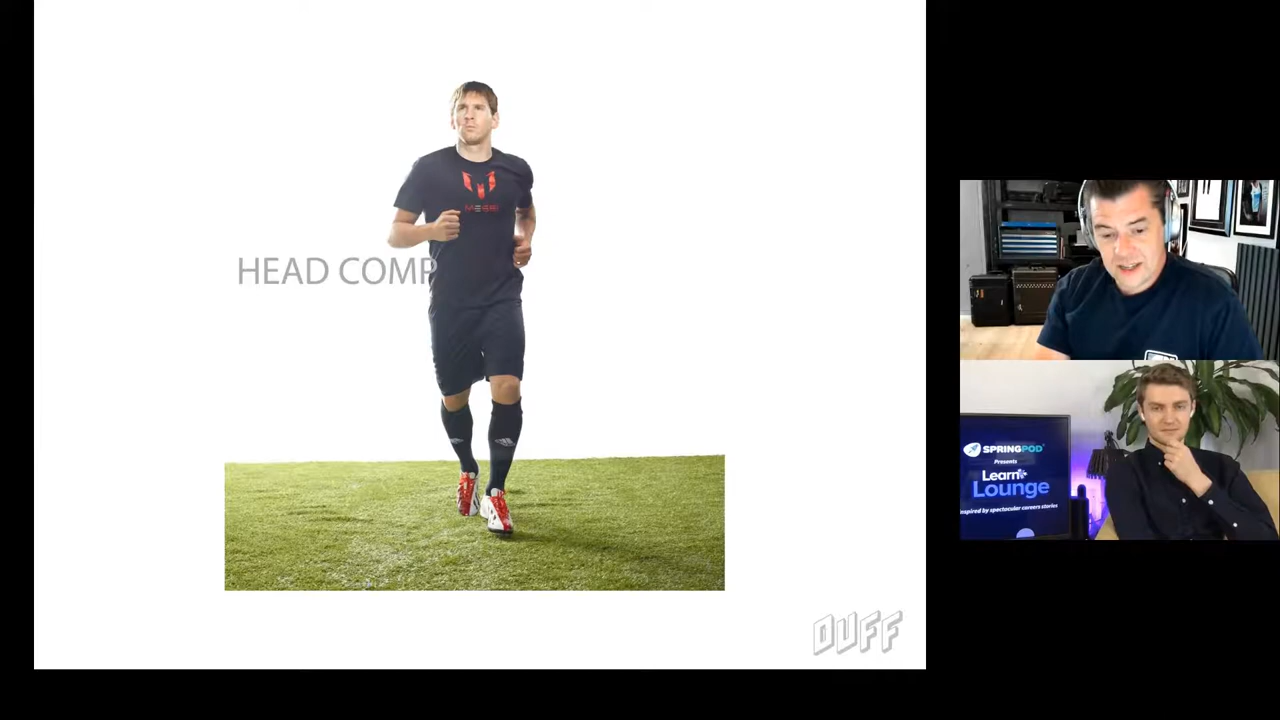 MESSI
HEAD COMP
DUFF
SPRINGPOD
Presents
Learn
Lounge
inspired by spectacular careers stories